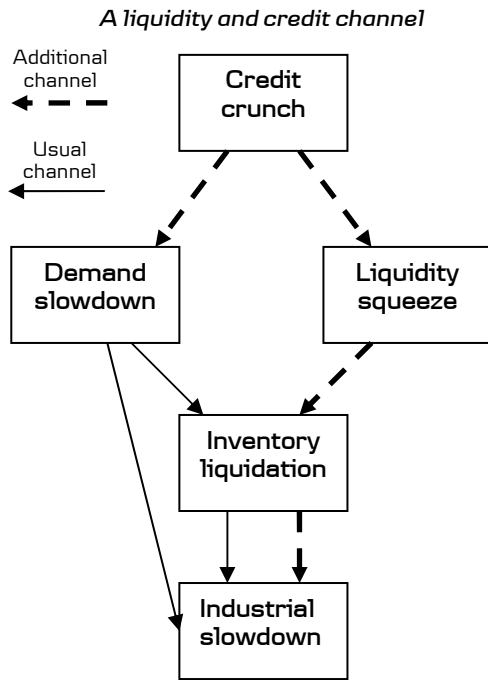 A liquidity and credit channel
Additional
channel
Usual
channel
Credit
crunch
Demand
slowdown
Liquidity
squeeze
Inventory
liquidation
Industrial
slowdown